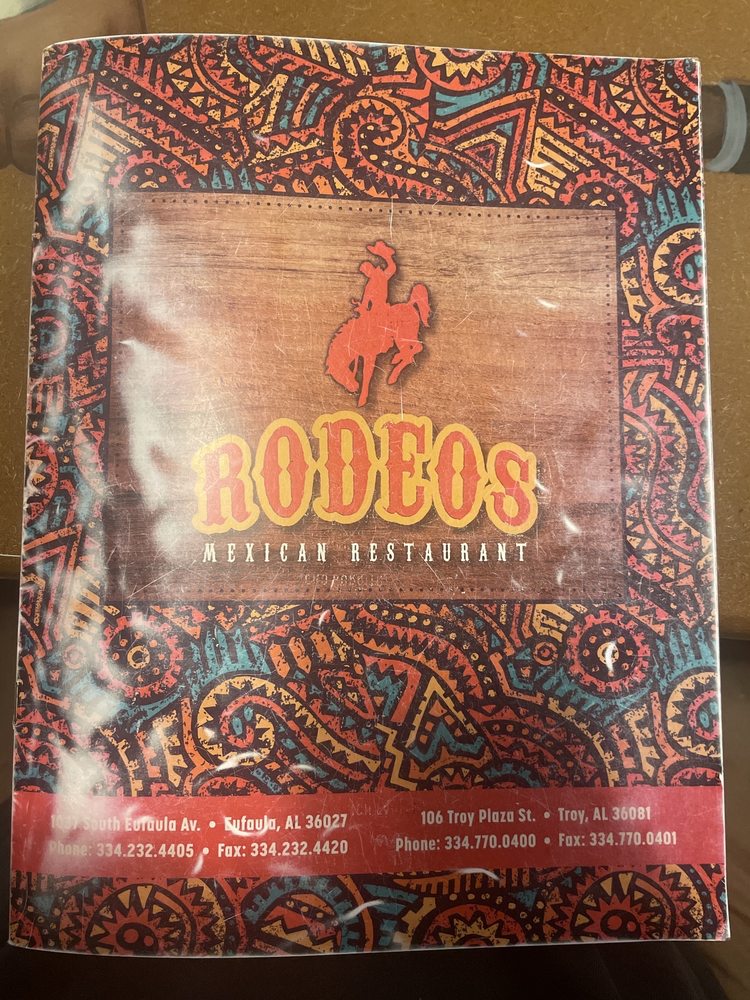 RODEOS
MEXICAN RESTAURANT
South Eufaula Av. • Eufaula, AL 36027
Phone: 334.232.4405 • Fax: 334.232.4420
106 Troy Plaza St. • Troy, AL 36081
Phone: 334.770.0400 • Fax: 334.770.0401